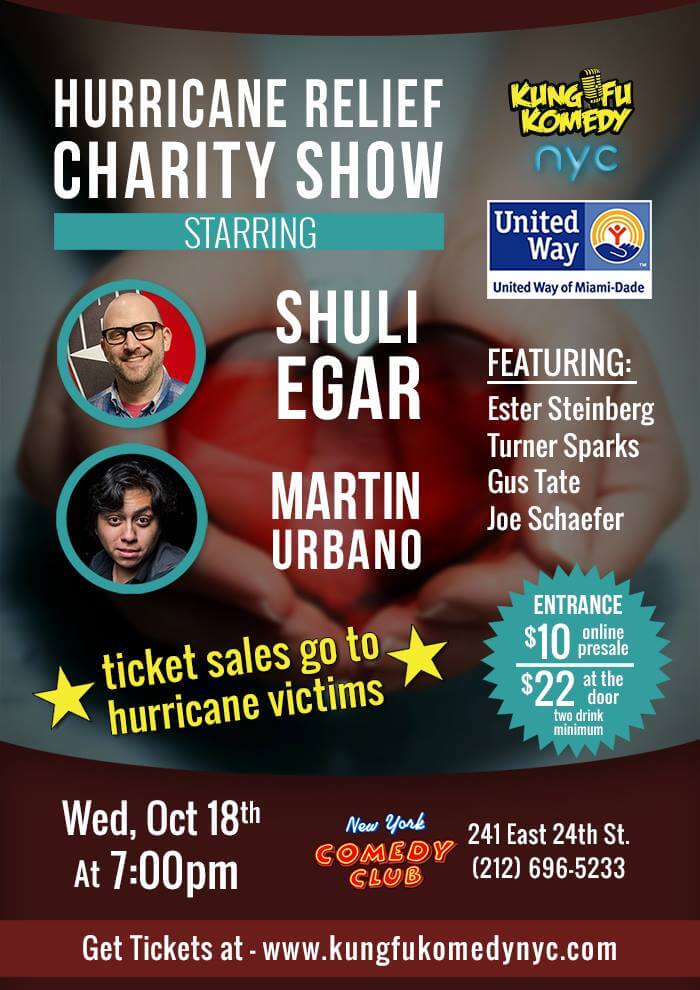 HURRICANE RELIEF
CHARITY SHOW
STARRING
SHULI
EGAR
MARTIN
URBANO
ticket sales go to
hurricane victims
KUNG FU
KOMEDY
nyc
United
Way
TM
United Way of Miami-Dade
FEATURING:
Ester Steinberg
Turner Sparks
Gus Tate
Joe Schaefer
ENTRANCE
$10 online
presale
$22 at the
door
two drink
minimum
Wed, Oct 18th
At 7:00pm
New York
COMEDY
CLUB
241 East 24th St.
(212) 696-5233
Get Tickets at - www.kungfukomedynyc.com